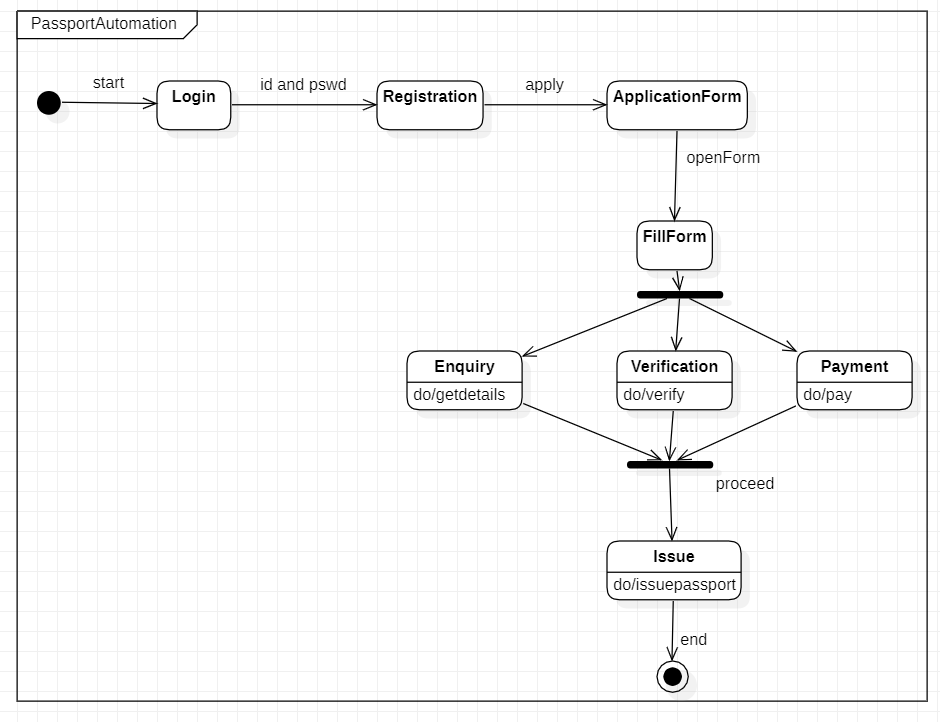 PassportAutomation
start
id and pswd
apply
Login
Registration
ApplicationForm
openForm
FillForm
Enquiry
do/getdetails
Verification
do/verify
Payment
do/pay
proceed
Issue
do/issuepassport
end